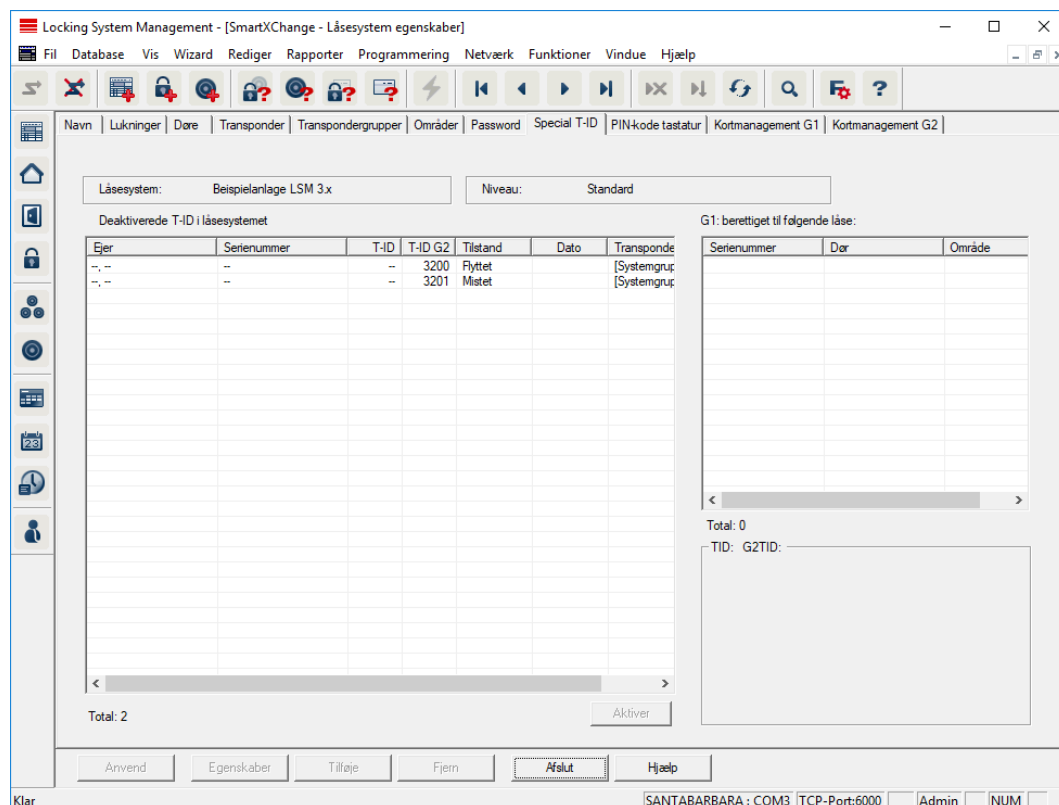 Locking System Management - [SmartXChange - Låsesystem egenskaber]
Fil Database Vis Wizard Rediger Rapporter Programmering Netværk Funktioner Vindue Hjælp
Navn Lukninger Døre Transponder Transpondergrupper Områder Password Special T-ID PIN-kode tastatur Kortmanagement G1 Kortmanagement G2
Låsesystem: Beispielanlage LSM 3.x Niveau: Standard
Deaktiverede T-ID i låsesystemet G1: berettiget til følgende låse:
Ejer Serienummer T-ID T-ID G2 Tilstand Dato Transponde Serienummer Dør Område
--, -- -- -- 3200 Flyttet [Systemgrup
--, -- -- -- 3201 Mistet [Systemgrup
Total: 0
TID: G2TID:
Total: 2 Aktiver
Anvend Egenskaber Tilføje Fjern Afslut Hjælp
Klar SANTABARBARA : COM3 TCP-Port:6000 Admin NUM